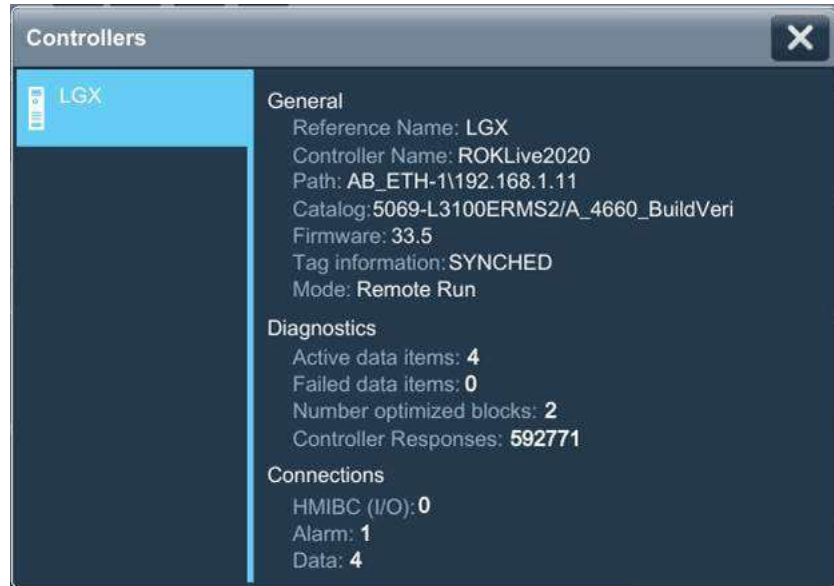 Controllers
LGX
General
Reference Name: LGX
Controller Name: ROKLive2020
Path: AB_ETH-1\192.168.1.11
Catalog:5069-L3100ERMS2/A_4660_BuildVeri
Firmware: 33.5
Tag information:SYNCHED
Mode: Remote Run
Diagnostics
Active data items: 4
Failed data items: 0
Number optimized blocks: 2
Controller Responses: 592771
Connections
HMIBC (I/O):0
Alarm: 1
Data: 4